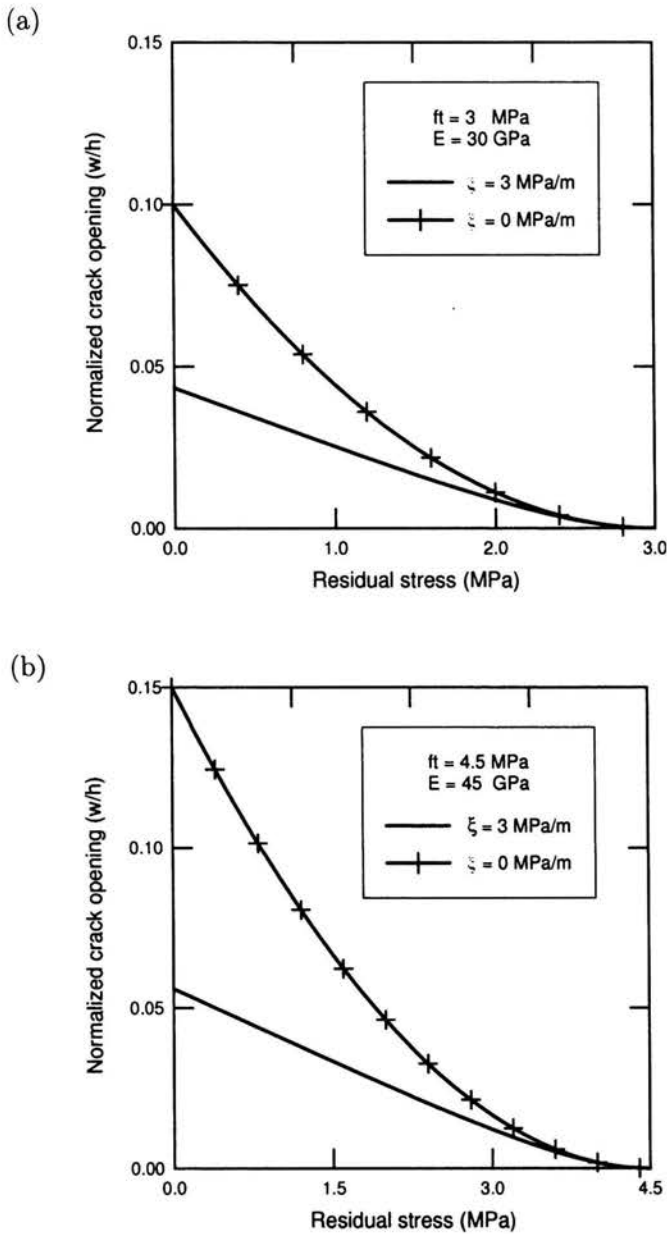 (a)
0.15
0.10
0.05
0.00
Normalized crack opening (w/h)
ft = 3 MPa
E = 30 GPa
ξ = 3 MPa/m
ξ = 0 MPa/m
0.0 1.0 2.0 3.0
Residual stress (MPa)
(b)
0.15
0.10
0.05
0.00
Normalized crack opening (w/h)
ft = 4.5 MPa
E = 45 GPa
ξ = 3 MPa/m
ξ = 0 MPa/m
0.0 1.5 3.0 4.5
Residual stress (MPa)